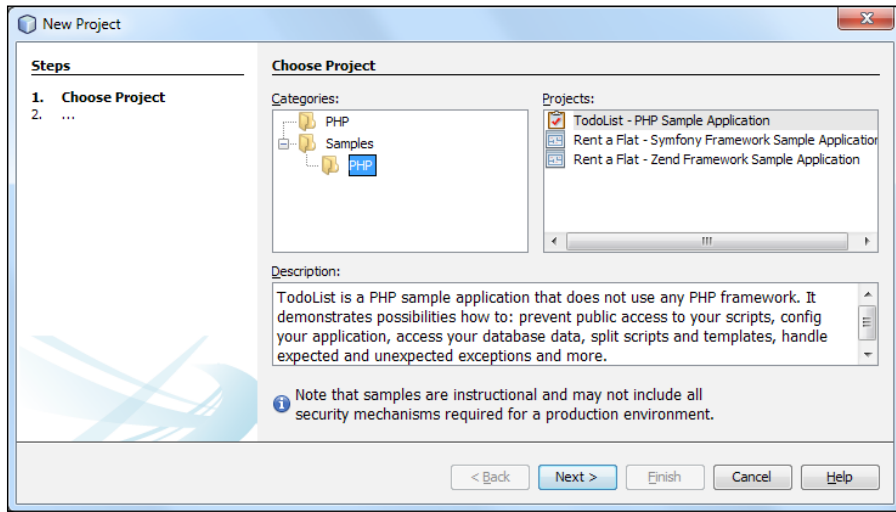 New Project
Steps
1. Choose Project
2. ...
Choose Project
Categories:
PHP
Samples
PHP
Projects:
TodoList - PHP Sample Application
Rent a Flat - Symfony Framework Sample Application
Rent a Flat - Zend Framework Sample Application
Description:
TodoList is a PHP sample application that does not use any PHP framework. It
demonstrates possibilities how to: prevent public access to your scripts, config
your application, access your database data, split scripts and templates, handle
expected and unexpected exceptions and more.
Note that samples are instructional and may not include all
security mechanisms required for a production environment.
< Back
Next >
Finish
Cancel
Help